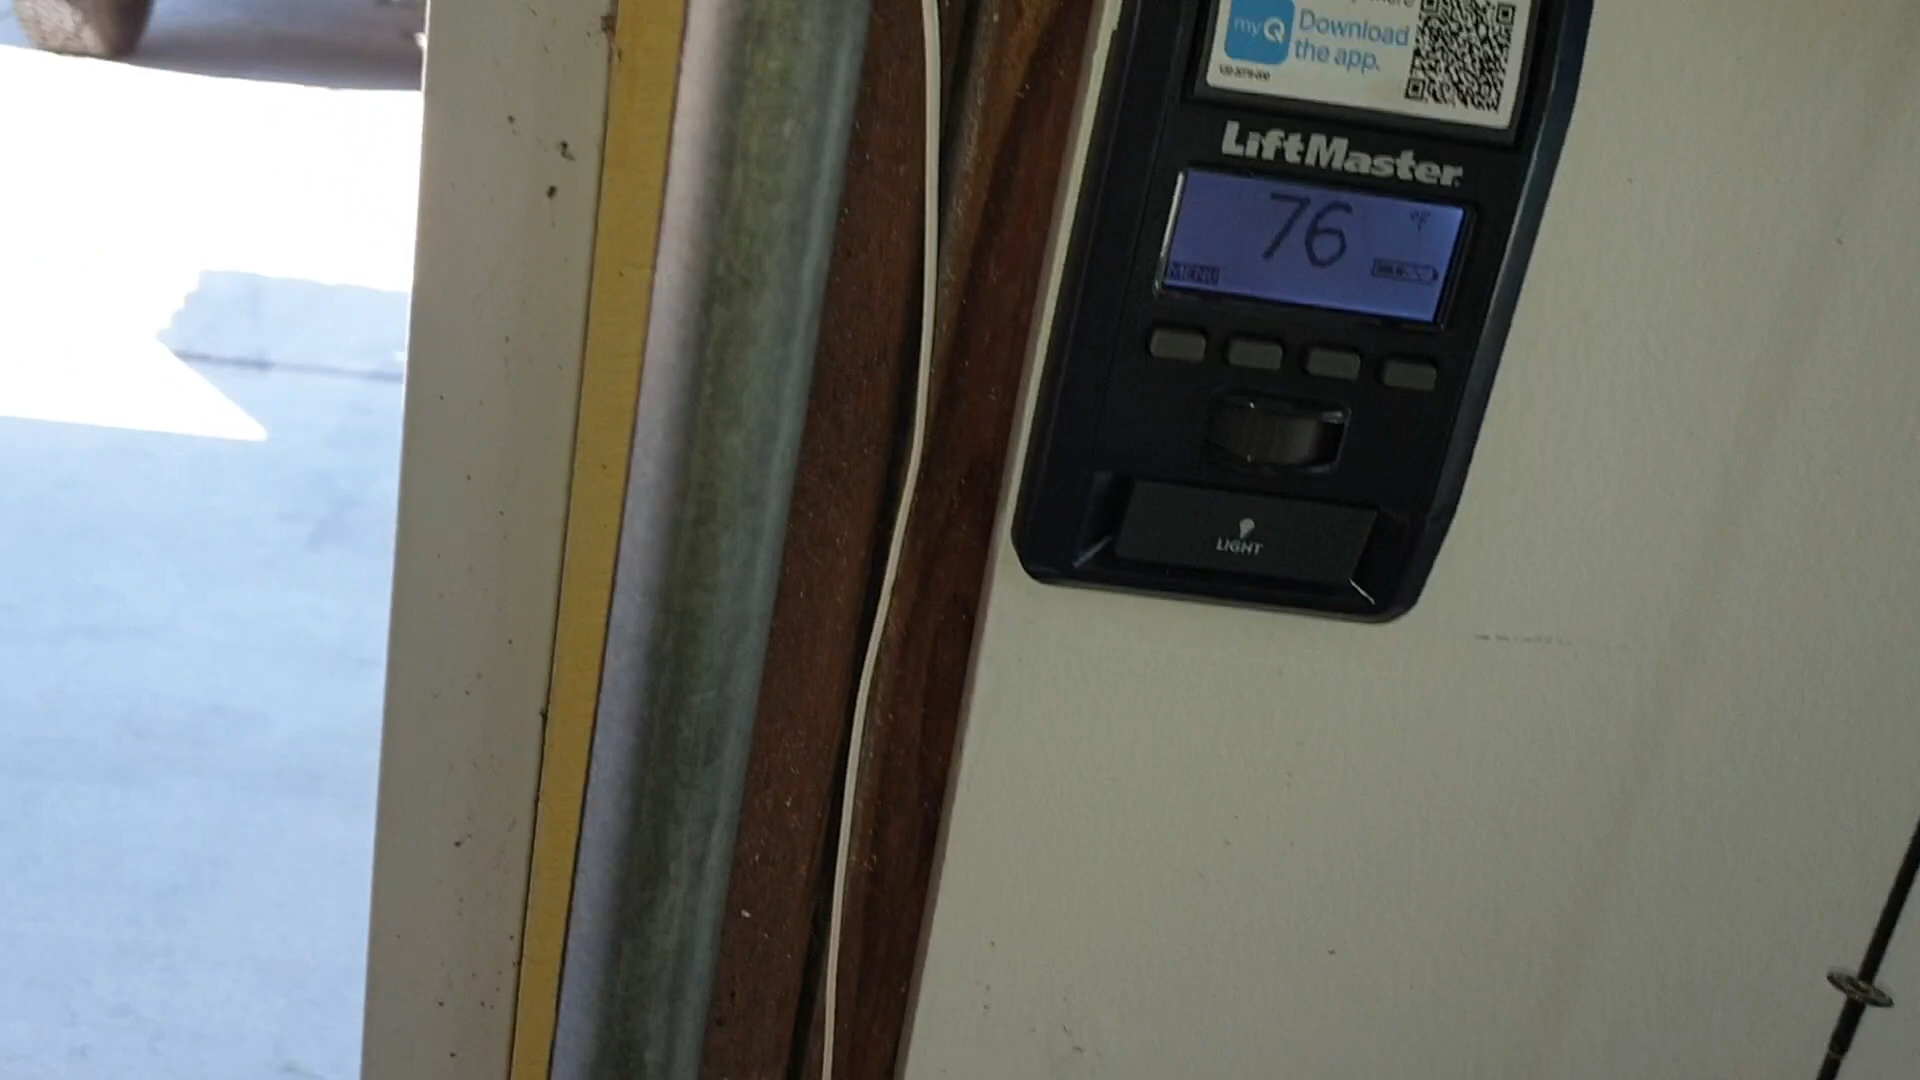 myQ
Download
the app.
LiftMaster
76 °F
MENU
LIGHT